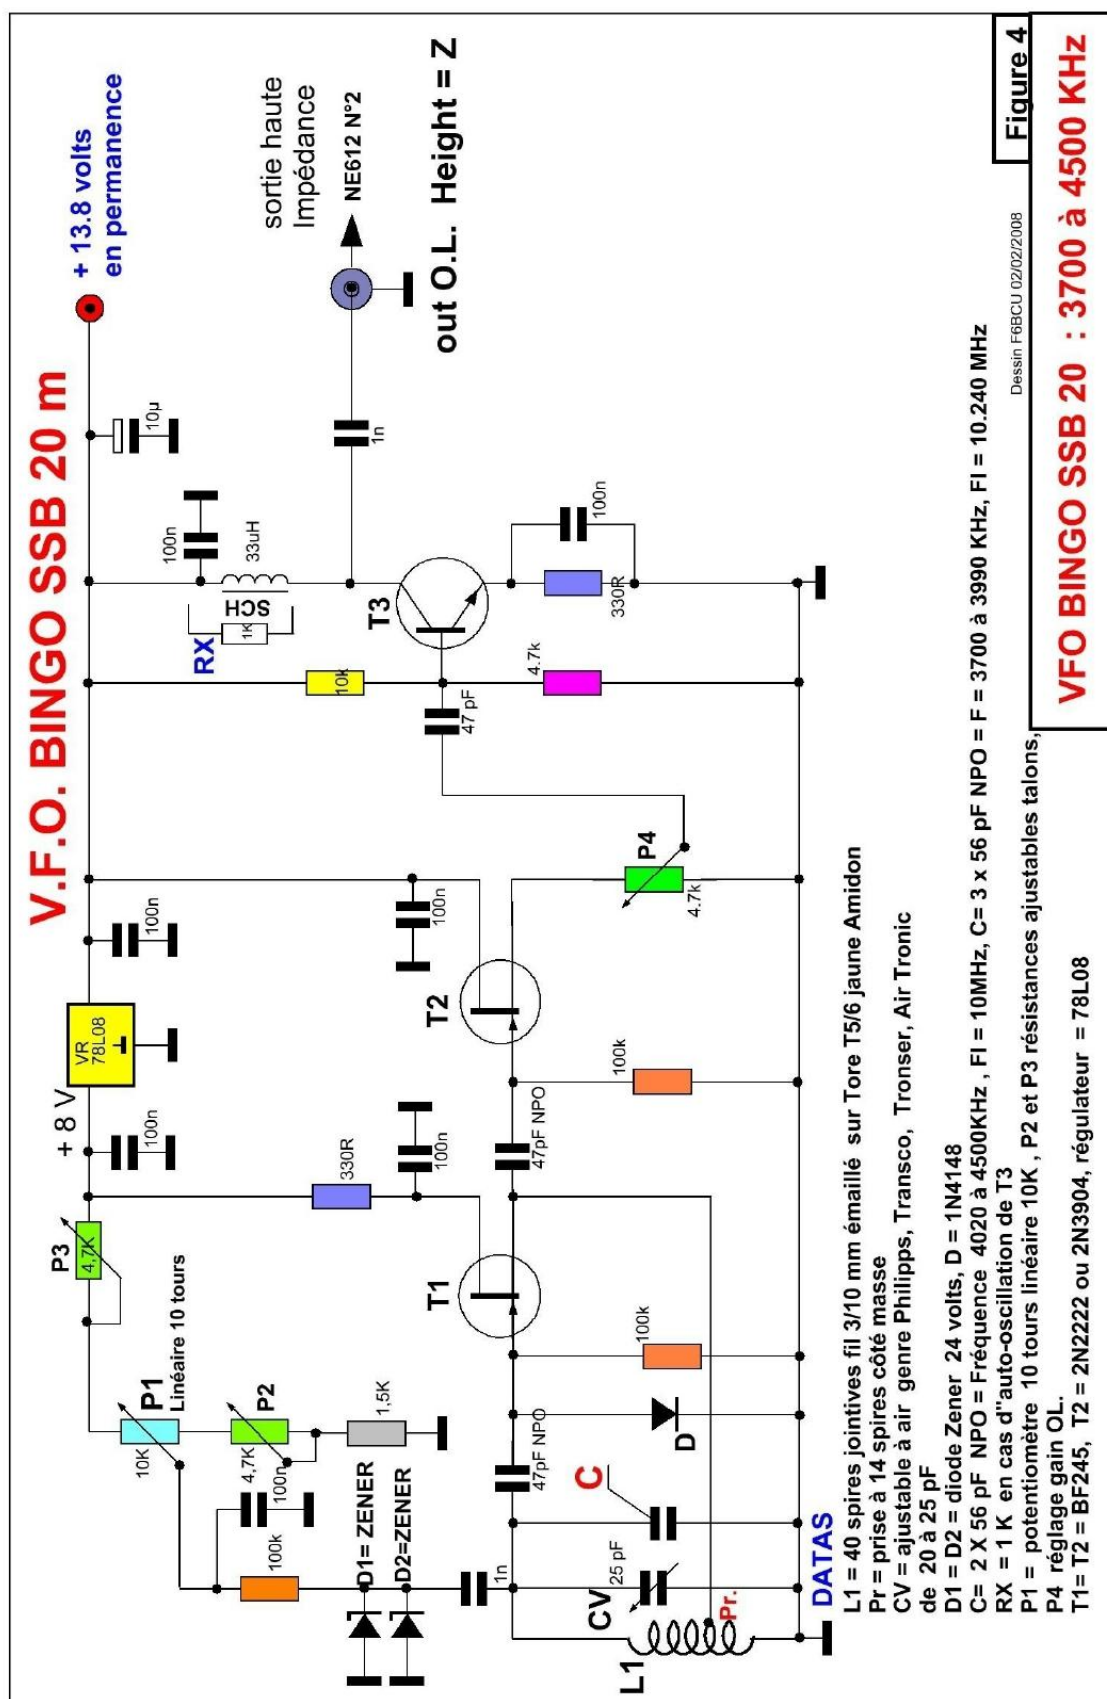 V.F.O. BINGO SSB 20 m
+ 13.8 volts
en permanence
+ 8 V
VR
78L08
100n
100n
10µ
P3
4,7K
P1
Linéaire 10 tours
10K
P2
4,7K
1,5K
100n
100k
D1= ZENER
D2=ZENER
1n
330R
100n
100n
100n
RX
1K
SCH
33uH
sortie haute
Impédance
NE612 N°2
out O.L. Height = Z
1n
T1
T2
T3
10k
47 pF
4.7k
330R
100n
P4
4.7k
47pF NPO
47pF NPO
100k
100k
D
C
CV
25 pF
L1
Pr.
DATAS
L1 = 40 spires jointives fil 3/10 mm émaillé sur Tore T5/6 jaune Amidon
Pr = prise à 14 spires côté masse
CV = ajustable à air genre Philipps, Transco, Tronser, Air Tronic
de 20 à 25 pF
D1 = D2 = diode Zener 24 volts, D = 1N4148
C= 2 X 56 pF NPO = Fréquence 4020 à 4500KHz , FI = 10MHz, C= 3 x 56 pF NPO = F = 3700 à 3990 KHz, FI = 10.240 MHz
RX = 1 K en cas d"auto-oscillation de T3
P1 = potentiomètre 10 tours linéaire 10K , P2 et P3 résistances ajustables talons,
P4 réglage gain OL.
T1= T2 = BF245, T2 = 2N2222 ou 2N3904, régulateur = 78L08
Dessin F6BCU 02/02/2008
Figure 4
VFO BINGO SSB 20 : 3700 à 4500 KHz